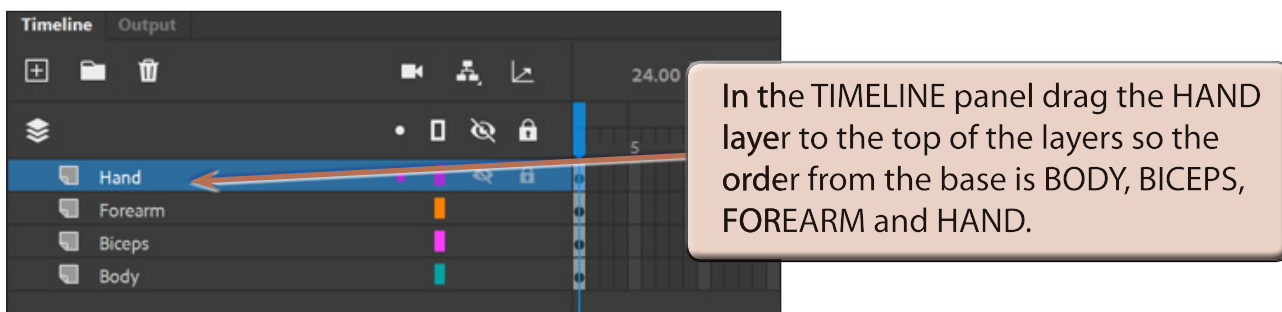 Timeline Output
24.00
5
Hand
Forearm
Biceps
Body
In the TIMELINE panel drag the HAND
layer to the top of the layers so the
order from the base is BODY, BICEPS,
FOREARM and HAND.